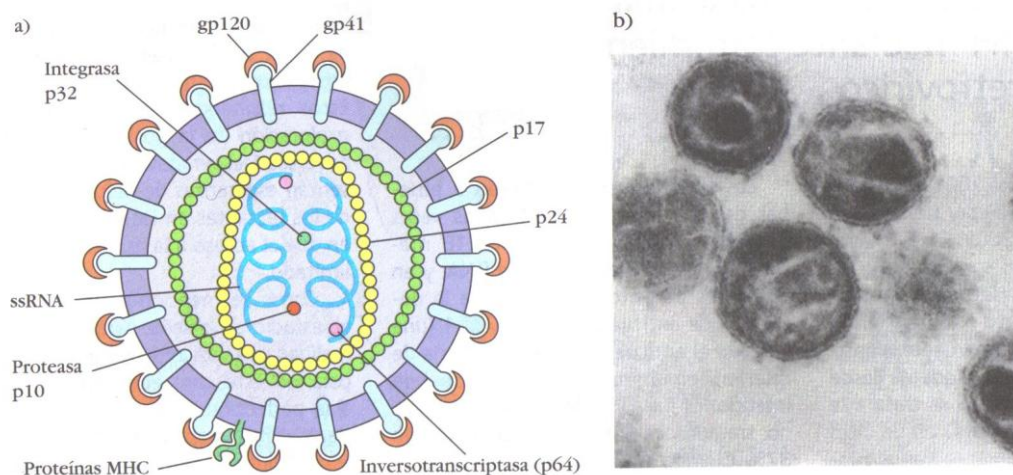 a)
gp120
gp41
b)
Integrasa
p32
p17
p24
ssRNA
Proteasa
p10
Proteínas MHC
Inversotranscriptasa (p64)